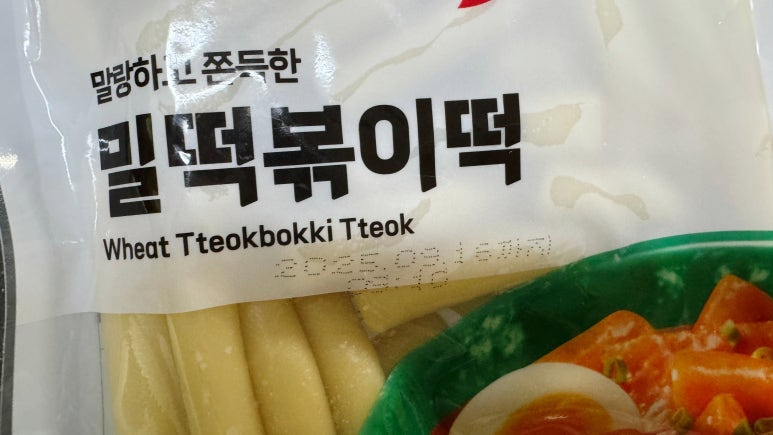 말랑하고 쫀득한
밀떡볶이떡
Wheat Tteokbokki Tteok
2025.09.16까지